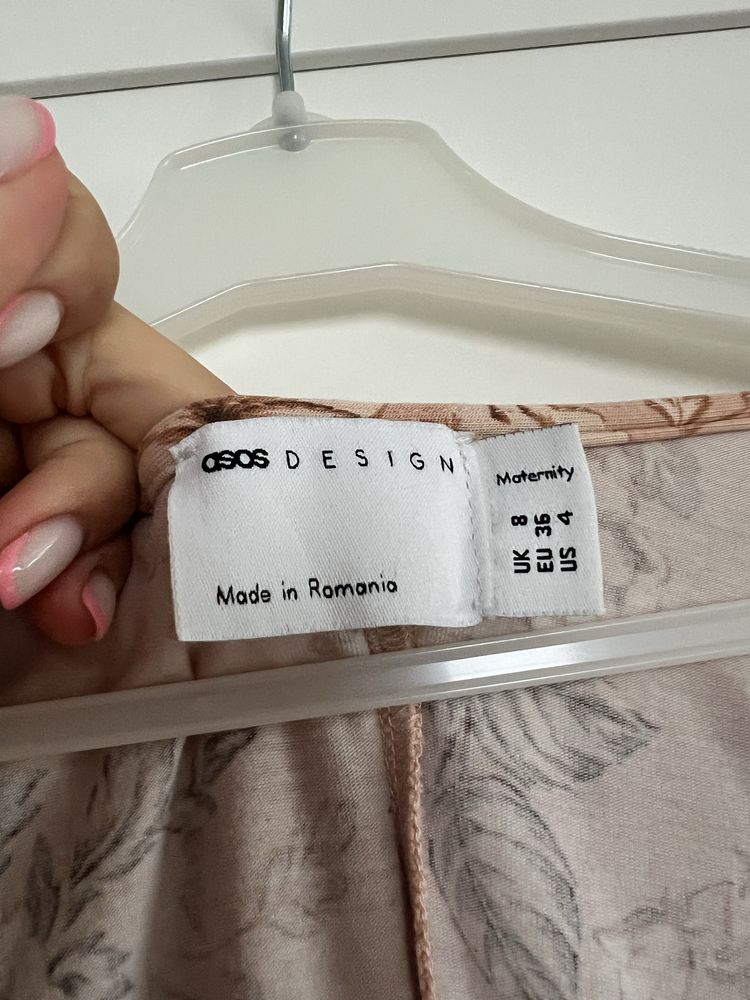 asos DESIGN
Made in Romania
Maternity
UK 8
EU 36
US 4